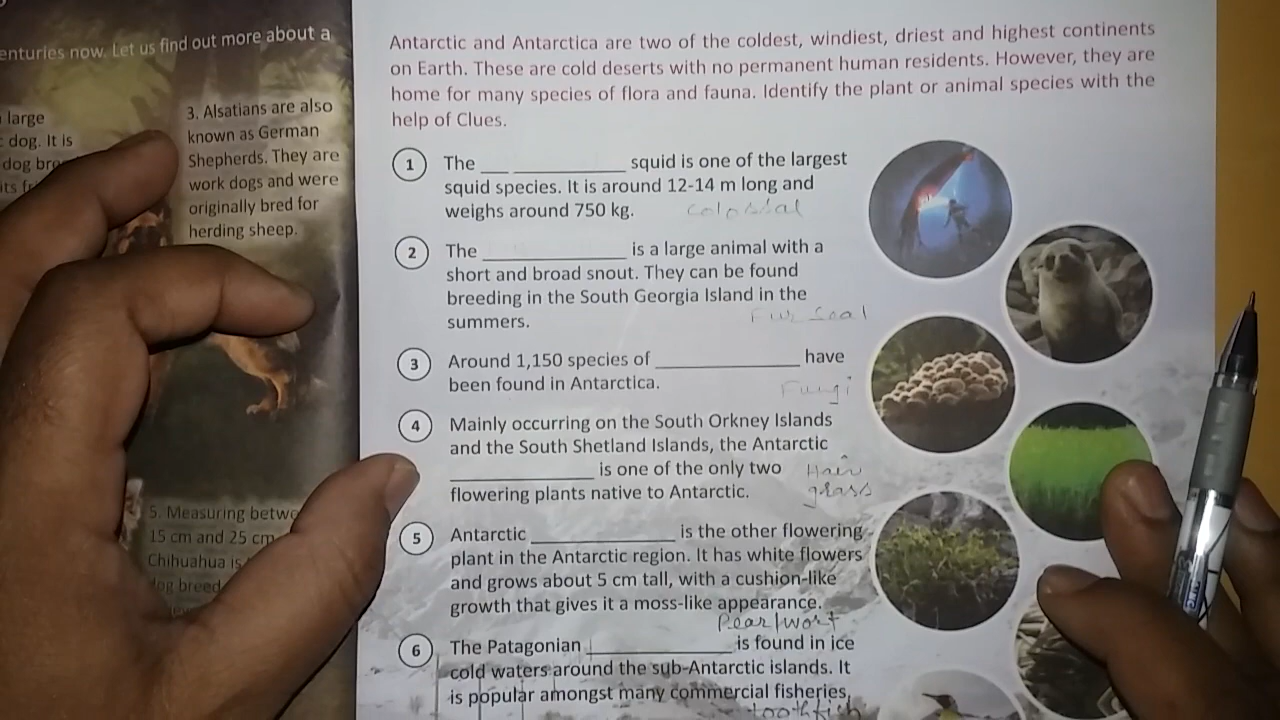 enturies now. Let us find out more about a
large
dog. It is
dog bre
its fr
3. Alsatians are also
known as German
Shepherds. They are
work dogs and were
originally bred for
herding sheep.
5. Measuring betwe
15 cm and 25 cm
Chihuahua is
dog breed
Antarctic and Antarctica are two of the coldest, windiest, driest and highest continents
on Earth. These are cold deserts with no permanent human residents. However, they are
home for many species of flora and fauna. Identify the plant or animal species with the
help of Clues.
1 The __ ____________ squid is one of the largest
squid species. It is around 12-14 m long and
weighs around 750 kg. colossal
2 The _______________ is a large animal with a
short and broad snout. They can be found
breeding in the South Georgia Island in the
summers. Fur Seal
3 Around 1,150 species of _______________ have
been found in Antarctica. Fungi
4 Mainly occurring on the South Orkney Islands
and the South Shetland Islands, the Antarctic
_______________ is one of the only two Hair
flowering plants native to Antarctic. grass
5 Antarctic _______________ is the other flowering
plant in the Antarctic region. It has white flowers
and grows about 5 cm tall, with a cushion-like
growth that gives it a moss-like appearance.
Pearlwort
6 The Patagonian _______________ is found in ice
cold waters around the sub-Antarctic islands. It
is popular amongst many commercial fisheries.
toothfish